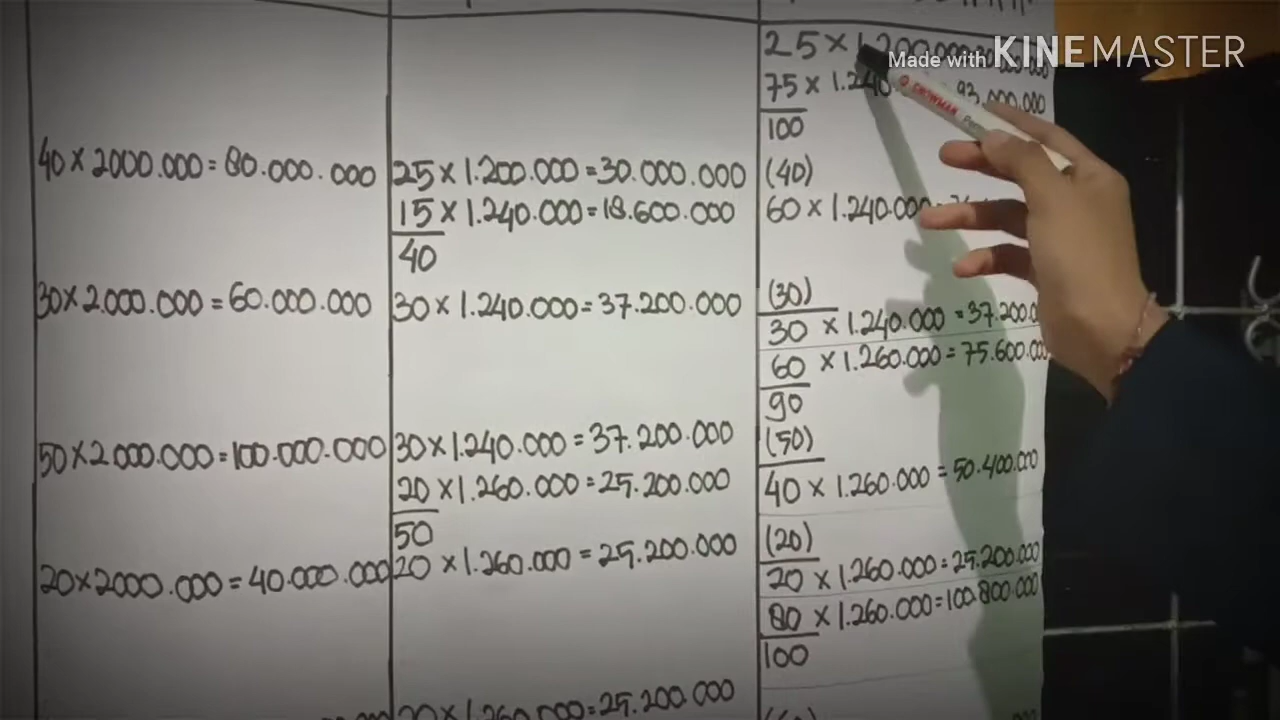 25 × 1.200.000
Made with KINEMASTER
75 × 1.240
93.000.000
100
SNOWMAN
40 × 2000.000 = 80.000.000
25 × 1.200.000 = 30.000.000
(40)
15 × 1.240.000 = 18.600.000
60 × 1.240.000
40
30 × 2.000.000 = 60.000.000
30 × 1.240.000 = 37.200.000
(30)
30 × 1.240.000 = 37.200.0
60 × 1.260.000 = 75.600.000
90
50 × 2000.000 = 100.000.000
30 × 1.240.000 = 37.200.000
(50)
20 × 1.260.000 = 25.200.000
40 × 1.260.000 = 50.400.000
50
20 × 2000.000 = 40.000.000
20 × 1.260.000 = 25.200.000
(20)
20 × 1.260.000 = 25.200.000
80 × 1.260.000 = 100.800.000
100
20 × 1.260.000 = 25.200.000